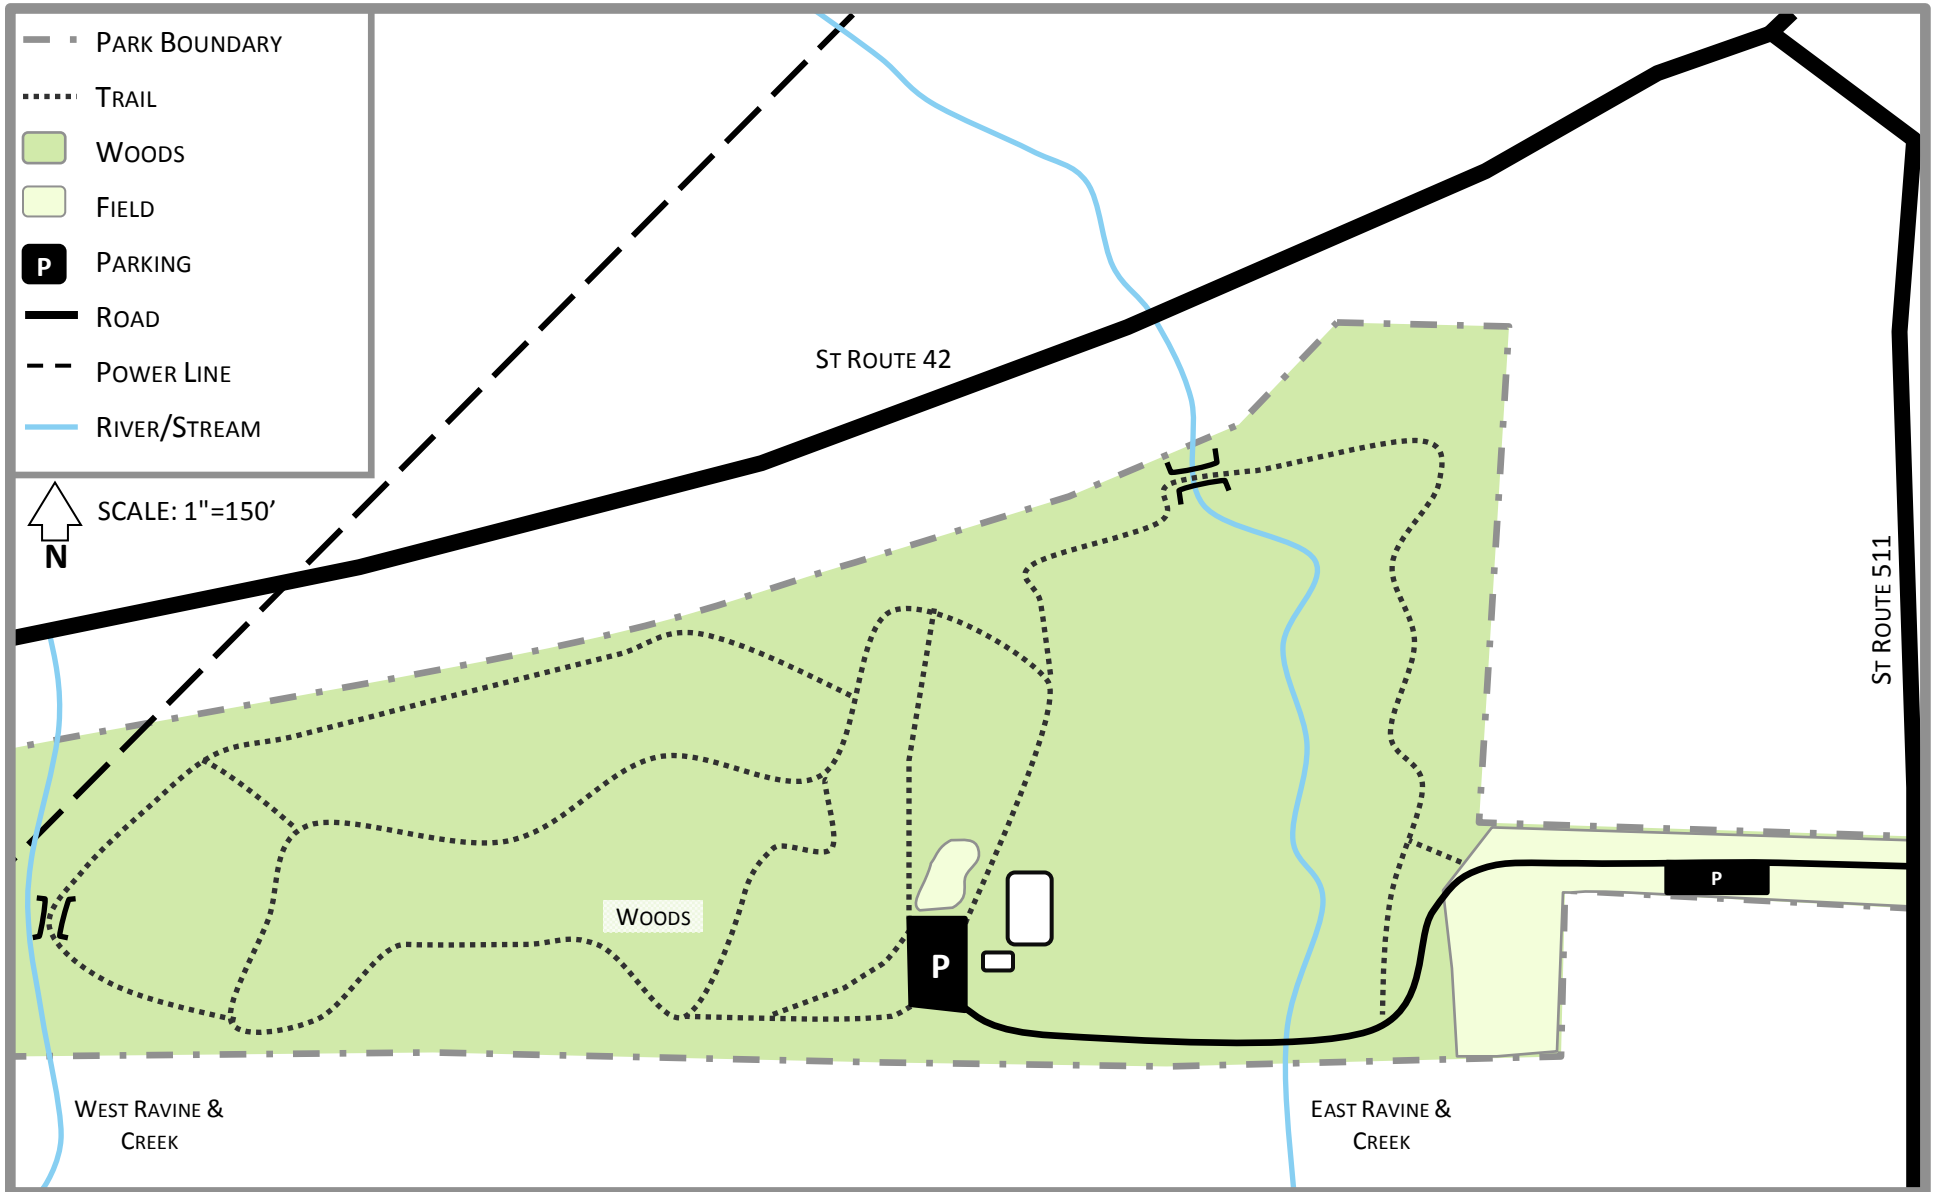 PARK BOUNDARY
TRAIL
WOODS
FIELD
P PARKING
ROAD
POWER LINE
RIVER/STREAM
SCALE: 1"=150’
N
ST ROUTE 42
ST ROUTE 511
P
WOODS
P
WEST RAVINE &
CREEK
EAST RAVINE &
CREEK